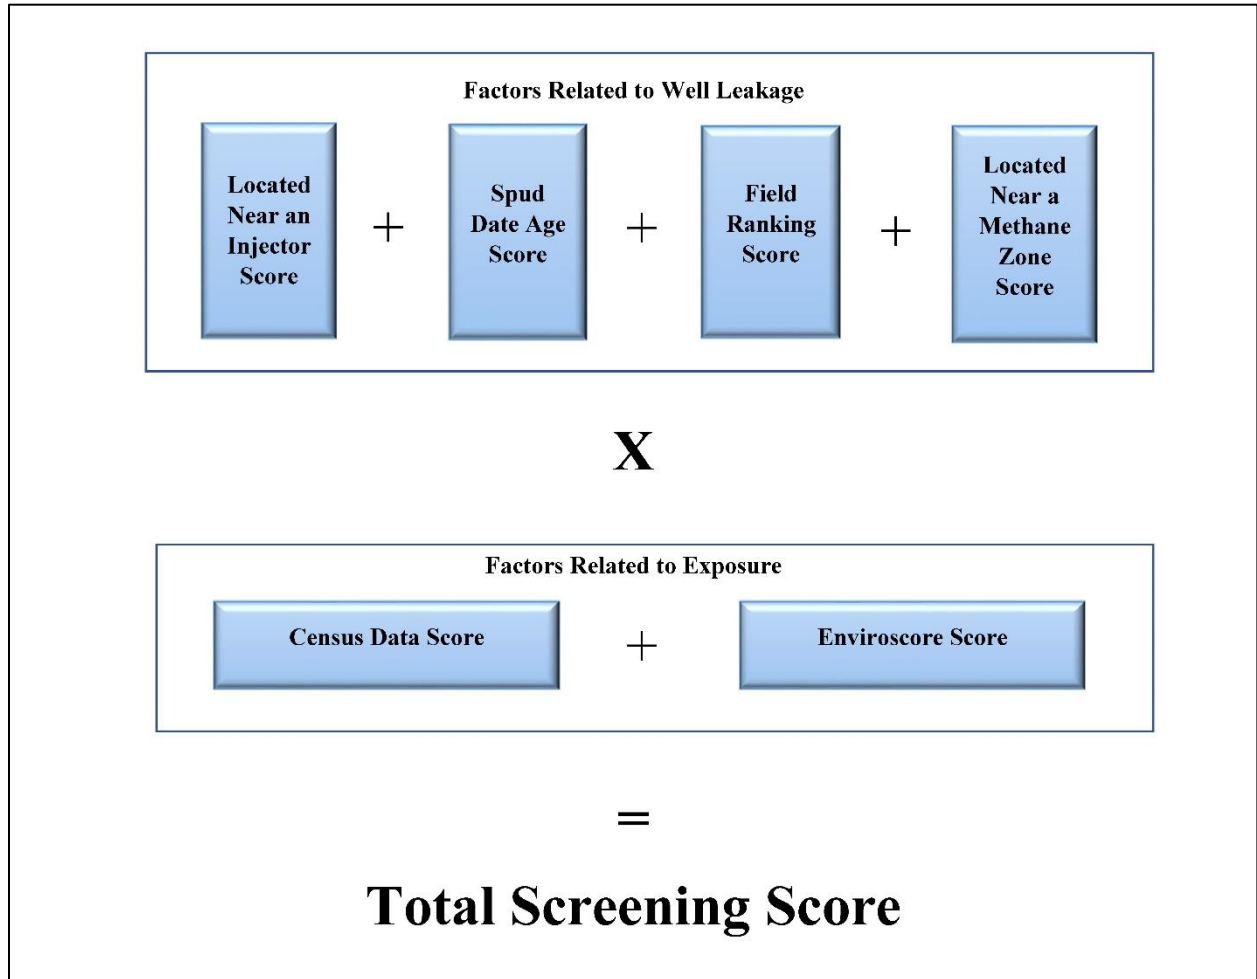 Factors Related to Well Leakage
Located
Near an
Injector
Score
+
Spud
Date Age
Score
+
Field
Ranking
Score
+
Located
Near a
Methane
Zone
Score
X
Factors Related to Exposure
Census Data Score
+
Enviroscore Score
=
Total Screening Score